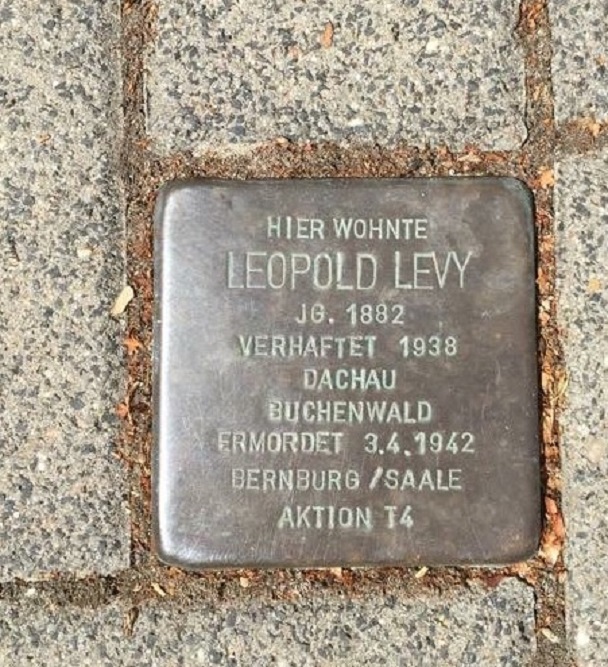 HIER WOHNTE
LEOPOLD LEVY
JG. 1882
VERHAFTET 1938
DACHAU
BUCHENWALD
ERMORDET 3.4.1942
BERNBURG /SAALE
AKTION T4